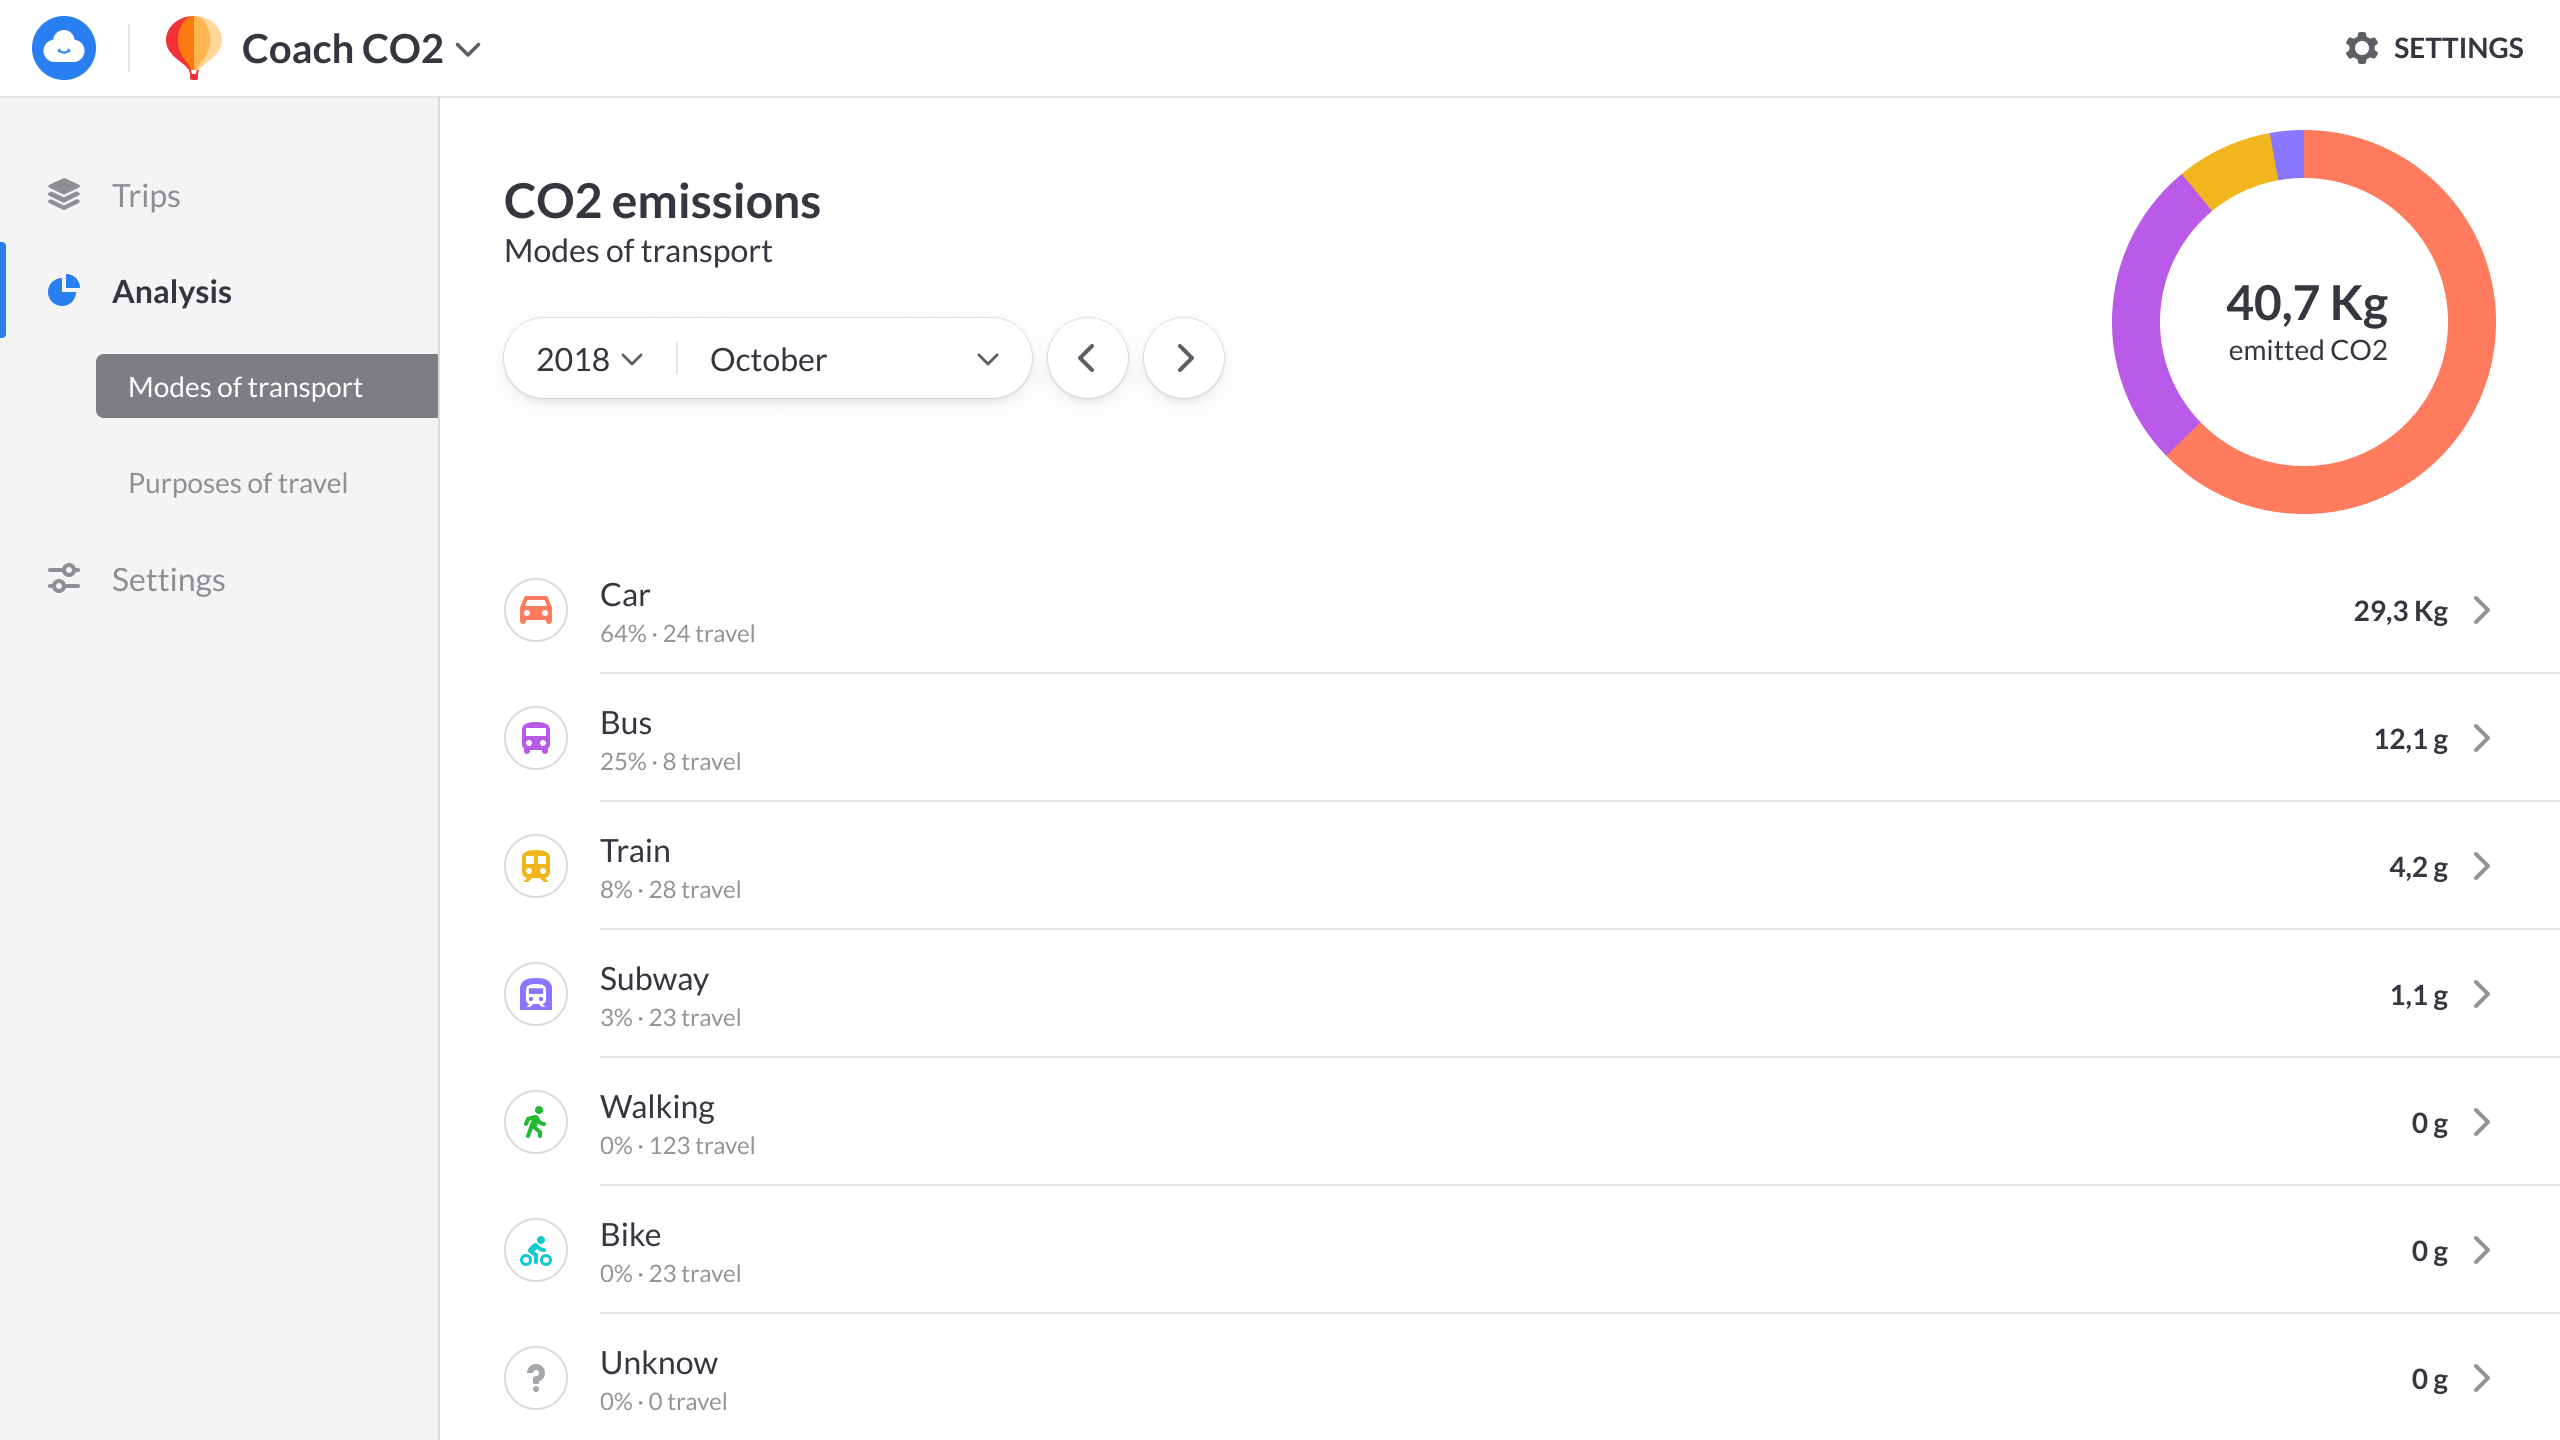 Coach CO2
SETTINGS
Trips
Analysis
Modes of transport
Purposes of travel
Settings
CO2 emissions
Modes of transport
2018
October
40,7 Kg
emitted CO2
Car
64% · 24 travel
29,3 Kg
Bus
25% · 8 travel
12,1 g
Train
8% · 28 travel
4,2 g
Subway
3% · 23 travel
1,1 g
Walking
0% · 123 travel
0 g
Bike
0% · 23 travel
0 g
?
Unknow
0% · 0 travel
0 g